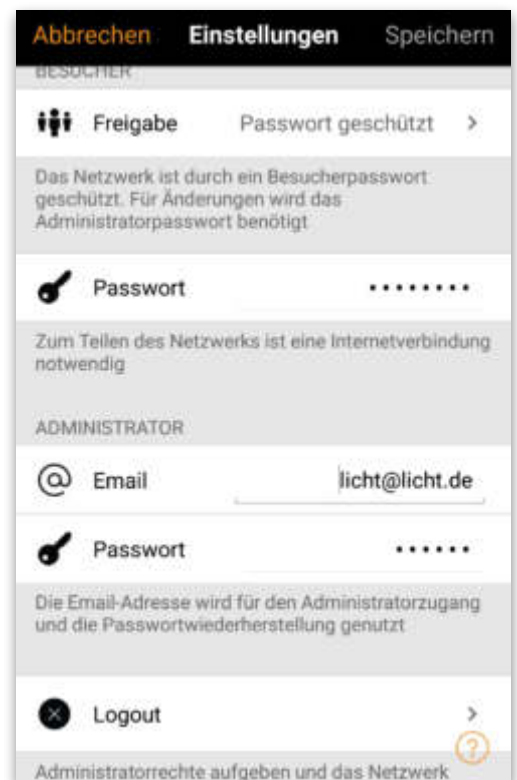 Abbrechen Einstellungen Speichern
BESUCHER
Freigabe Passwort geschützt >
Das Netzwerk ist durch ein Besucherpasswort
geschützt. Für Änderungen wird das
Administratorpasswort benötigt
Passwort ••••••••
Zum Teilen des Netzwerks ist eine Internetverbindung
notwendig
ADMINISTRATOR
@ Email licht@licht.de
Passwort ••••••
Die Email-Adresse wird für den Administratorzugang
und die Passwortwiederherstellung genutzt
Logout >
?
Administratorrechte aufgeben und das Netzwerk